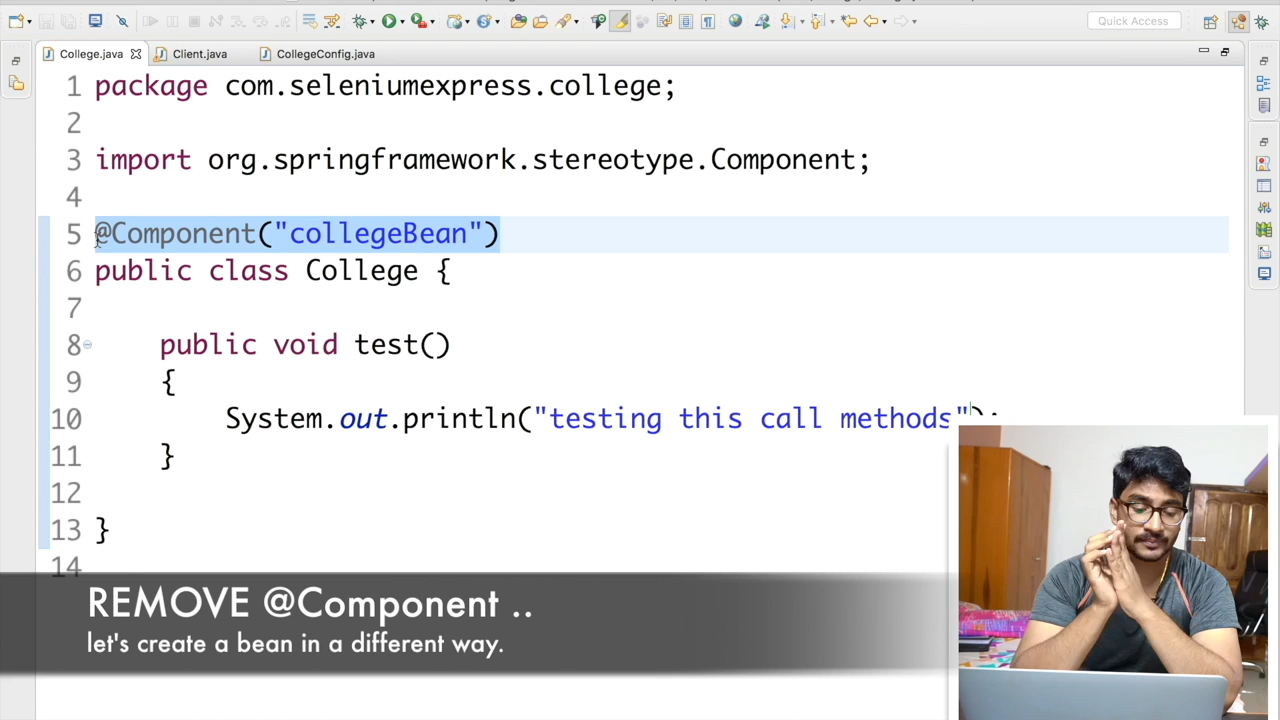 Quick Access
College.java
Client.java
CollegeConfig.java
1 package com.seleniumexpress.college;
2
3 import org.springframework.stereotype.Component;
4
5 @Component("collegeBean")
6 public class College {
7
8 public void test()
9 {
10 System.out.println("testing this call methods");
11 }
12
13 }
14
REMOVE @Component ..
let's create a bean in a different way.